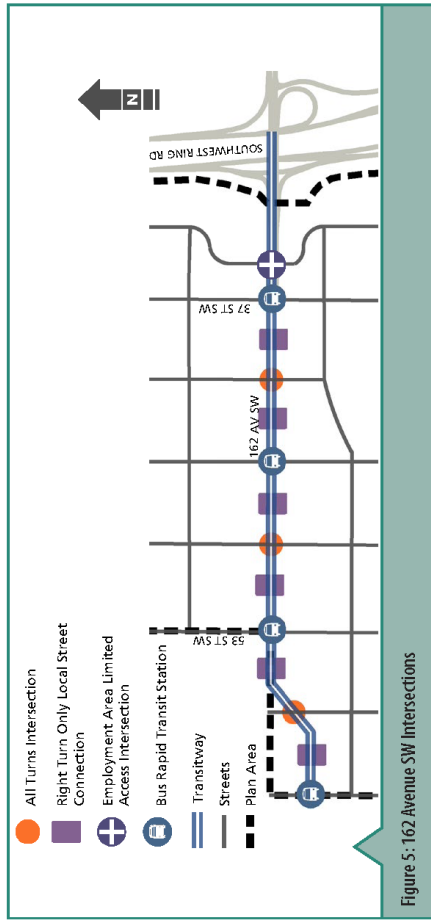 All Turns Intersection
Right Turn Only Local Street
Connection
Employment Area Limited
Access Intersection
Bus Rapid Transit Station
Transitway
Streets
Plan Area
N
SOUTHWEST RING RD
37 ST SW
162 AV SW
53 ST SW
Figure 5: 162 Avenue SW Intersections